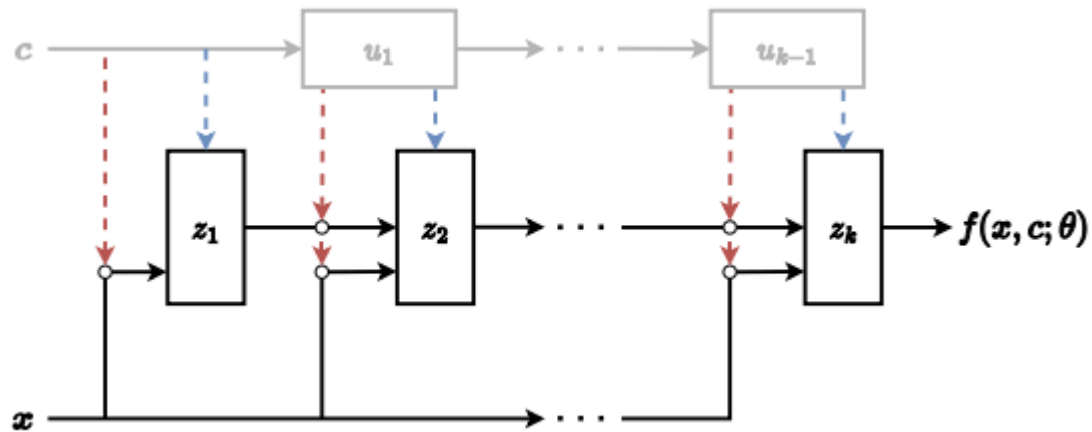 c u₁ · · · uₖ₋₁
z₁ z₂ · · · zₖ f(x, c; θ)
x · · ·